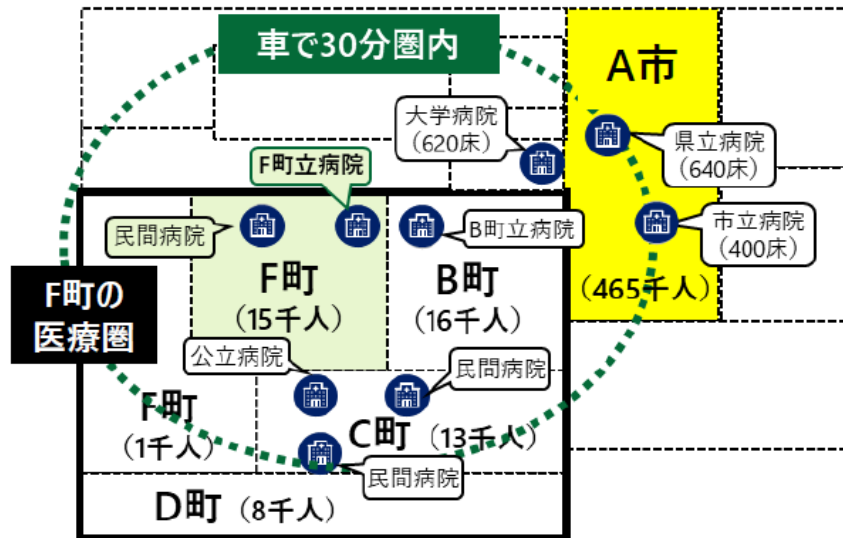 車で30分圏内
A市
大学病院
(620床)
県立病院
(640床)
F町立病院
民間病院
B町立病院
市立病院
(400床)
F町
(15千人)
B町
(16千人)
(465千人)
F町の
医療圏
公立病院
民間病院
F町
(1千人)
C町 (13千人)
民間病院
D町 (8千人)